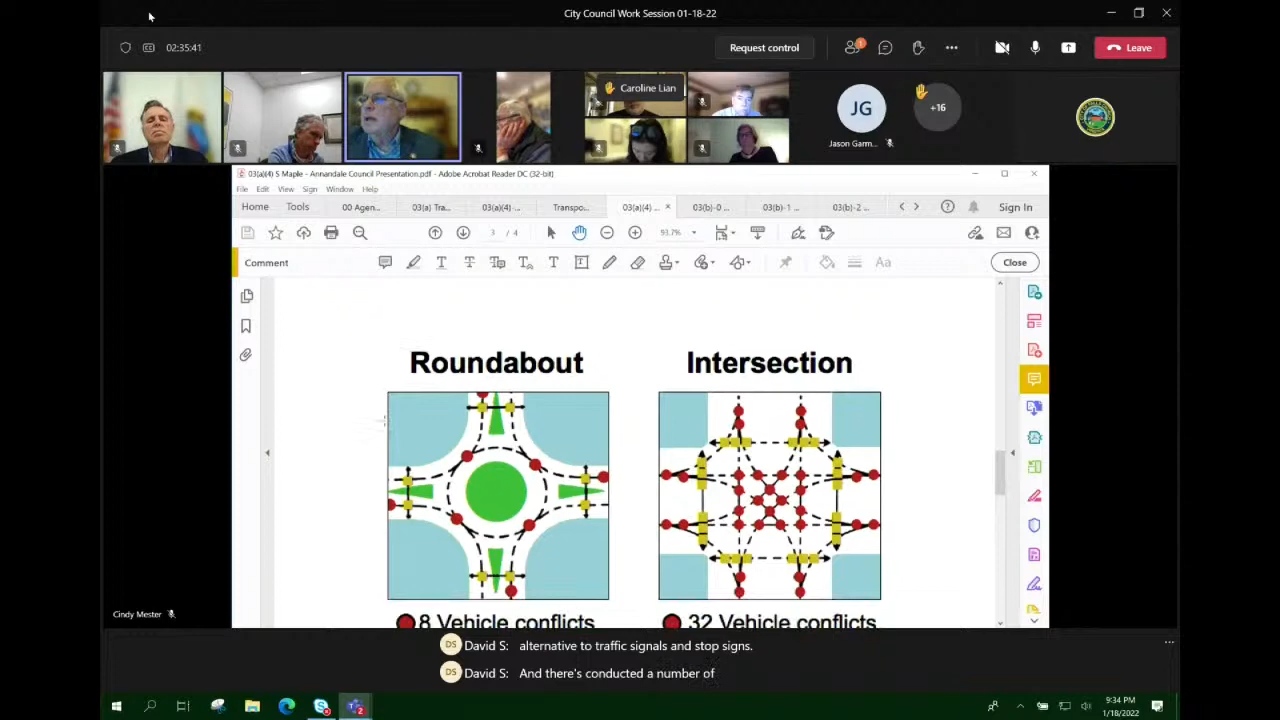 City Council Work Session 01-18-22
02:35:41
Request control
1
Leave
Caroline Lian
JG
+16
Jason Garm...
03(a)(4) S Maple - Annandale Council Presentation.pdf - Adobe Acrobat Reader DC (32-bit)
File Edit View Sign Window Help
Home Tools 00 Agen... 03(a) Tra... 03(a)(4)-... Transpo... 03(a)(4) ... × 03(b)-0 ... 03(b)-1 ... 03(b)-2 ... Sign In
3 / 4 93.7%
Comment
Aa
Close
Roundabout Intersection
8 Vehicle conflicts 32 Vehicle conflicts
Cindy Mester
DS David S: alternative to traffic signals and stop signs.
DS David S: And there's conducted a number of
9:34 PM
1/18/2022